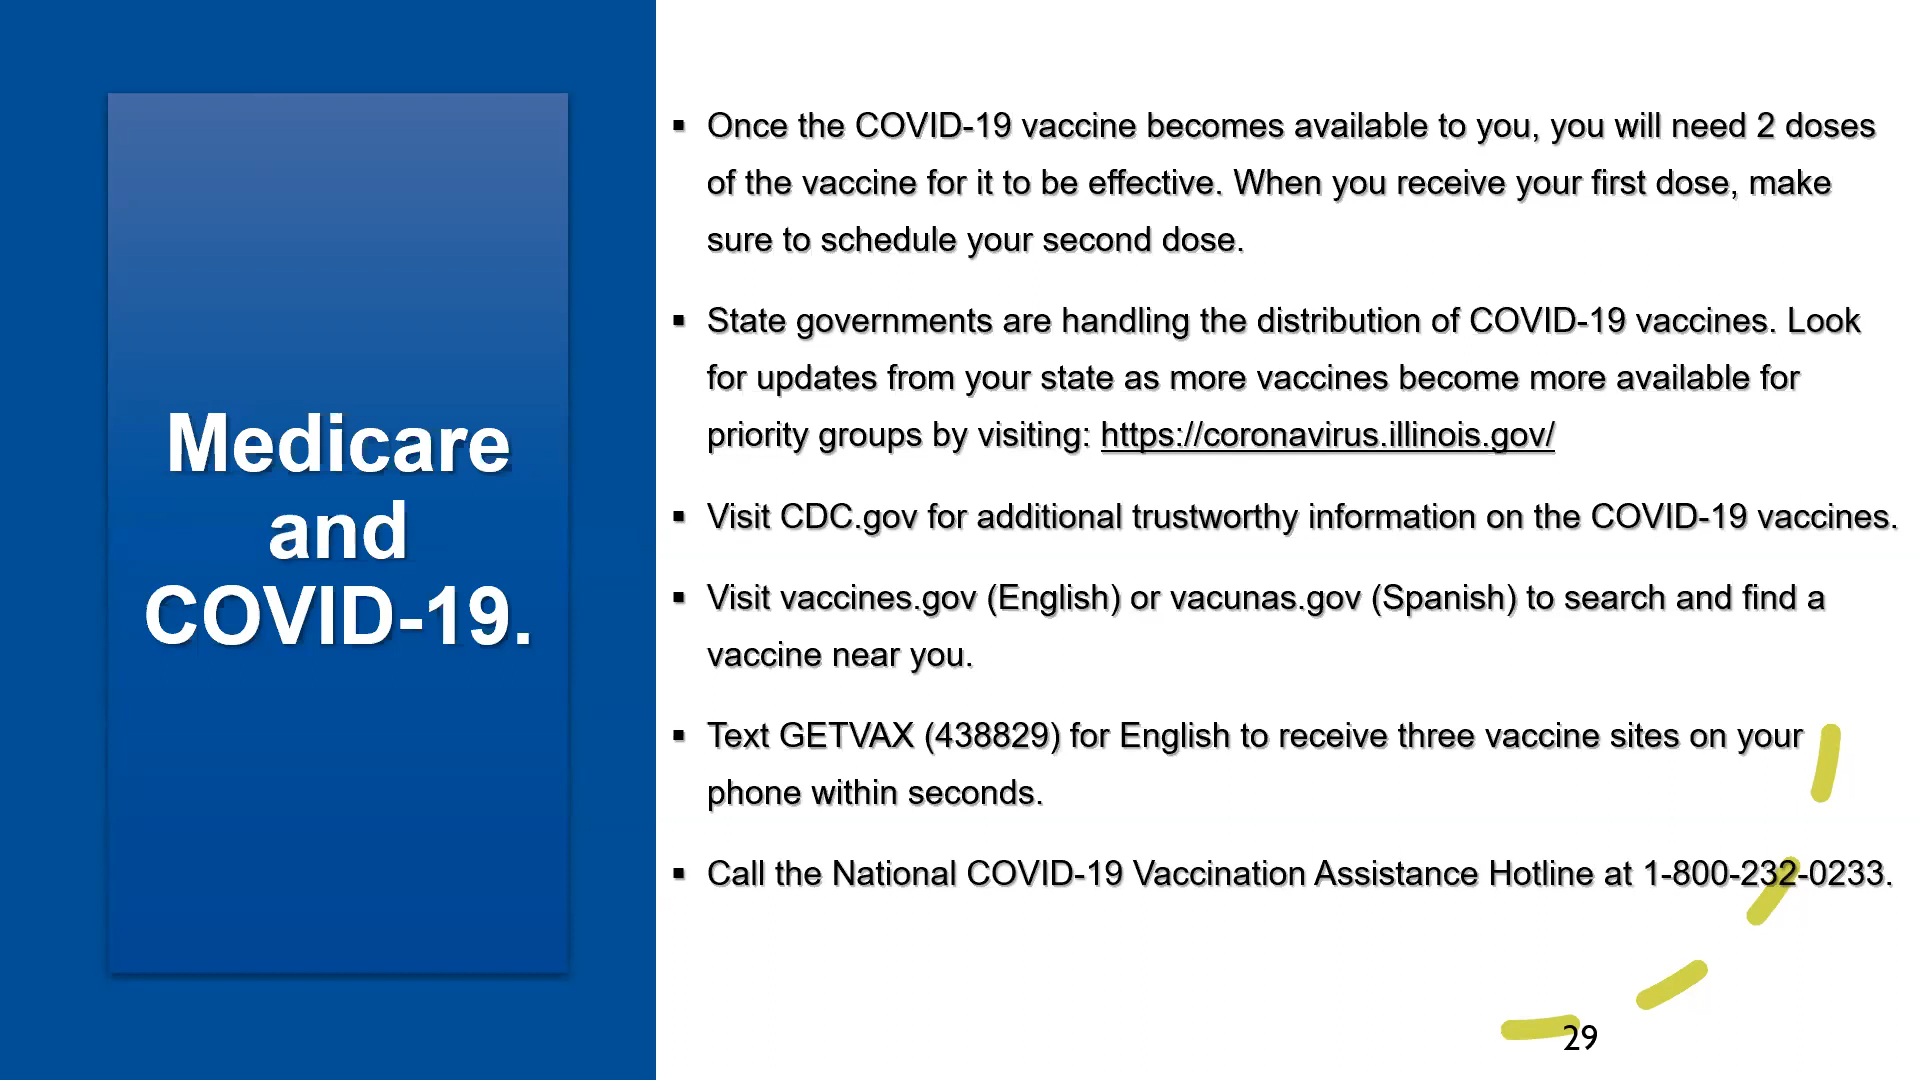 Medicare
and
COVID-19.
▪ Once the COVID-19 vaccine becomes available to you, you will need 2 doses
of the vaccine for it to be effective. When you receive your first dose, make
sure to schedule your second dose.
▪ State governments are handling the distribution of COVID-19 vaccines. Look
for updates from your state as more vaccines become more available for
priority groups by visiting: https://coronavirus.illinois.gov/
▪ Visit CDC.gov for additional trustworthy information on the COVID-19 vaccines.
▪ Visit vaccines.gov (English) or vacunas.gov (Spanish) to search and find a
vaccine near you.
▪ Text GETVAX (438829) for English to receive three vaccine sites on your
phone within seconds.
▪ Call the National COVID-19 Vaccination Assistance Hotline at 1-800-232-0233.
29